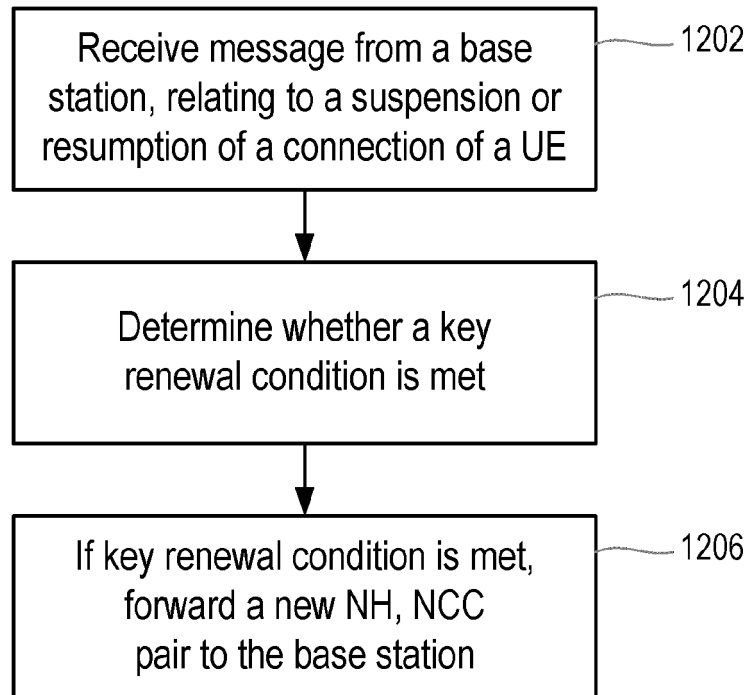 Receive message from a base
station, relating to a suspension or
resumption of a connection of a UE
1202
Determine whether a key
renewal condition is met
1204
If key renewal condition is met,
forward a new NH, NCC
pair to the base station
1206